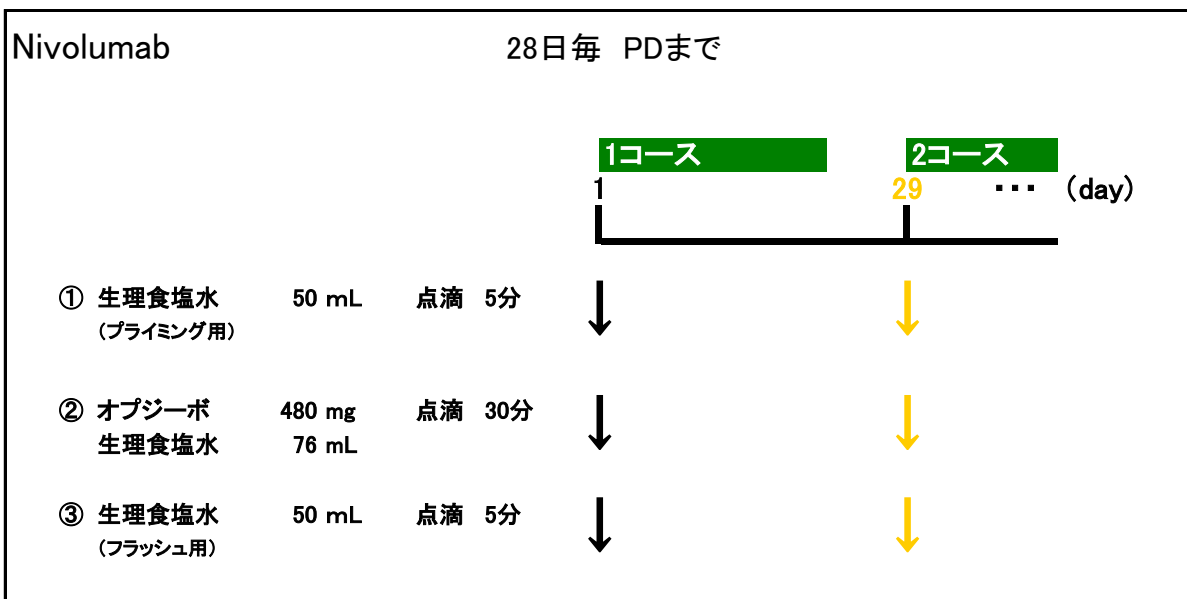 Nivolumab 28日毎 PDまで
1コース 2コース
1 29 ･･･ (day)
① 生理食塩水 50 mL 点滴 5分
(プライミング用)
② オプジーボ 480 mg 点滴 30分
生理食塩水 76 mL
③ 生理食塩水 50 mL 点滴 5分
(フラッシュ用)